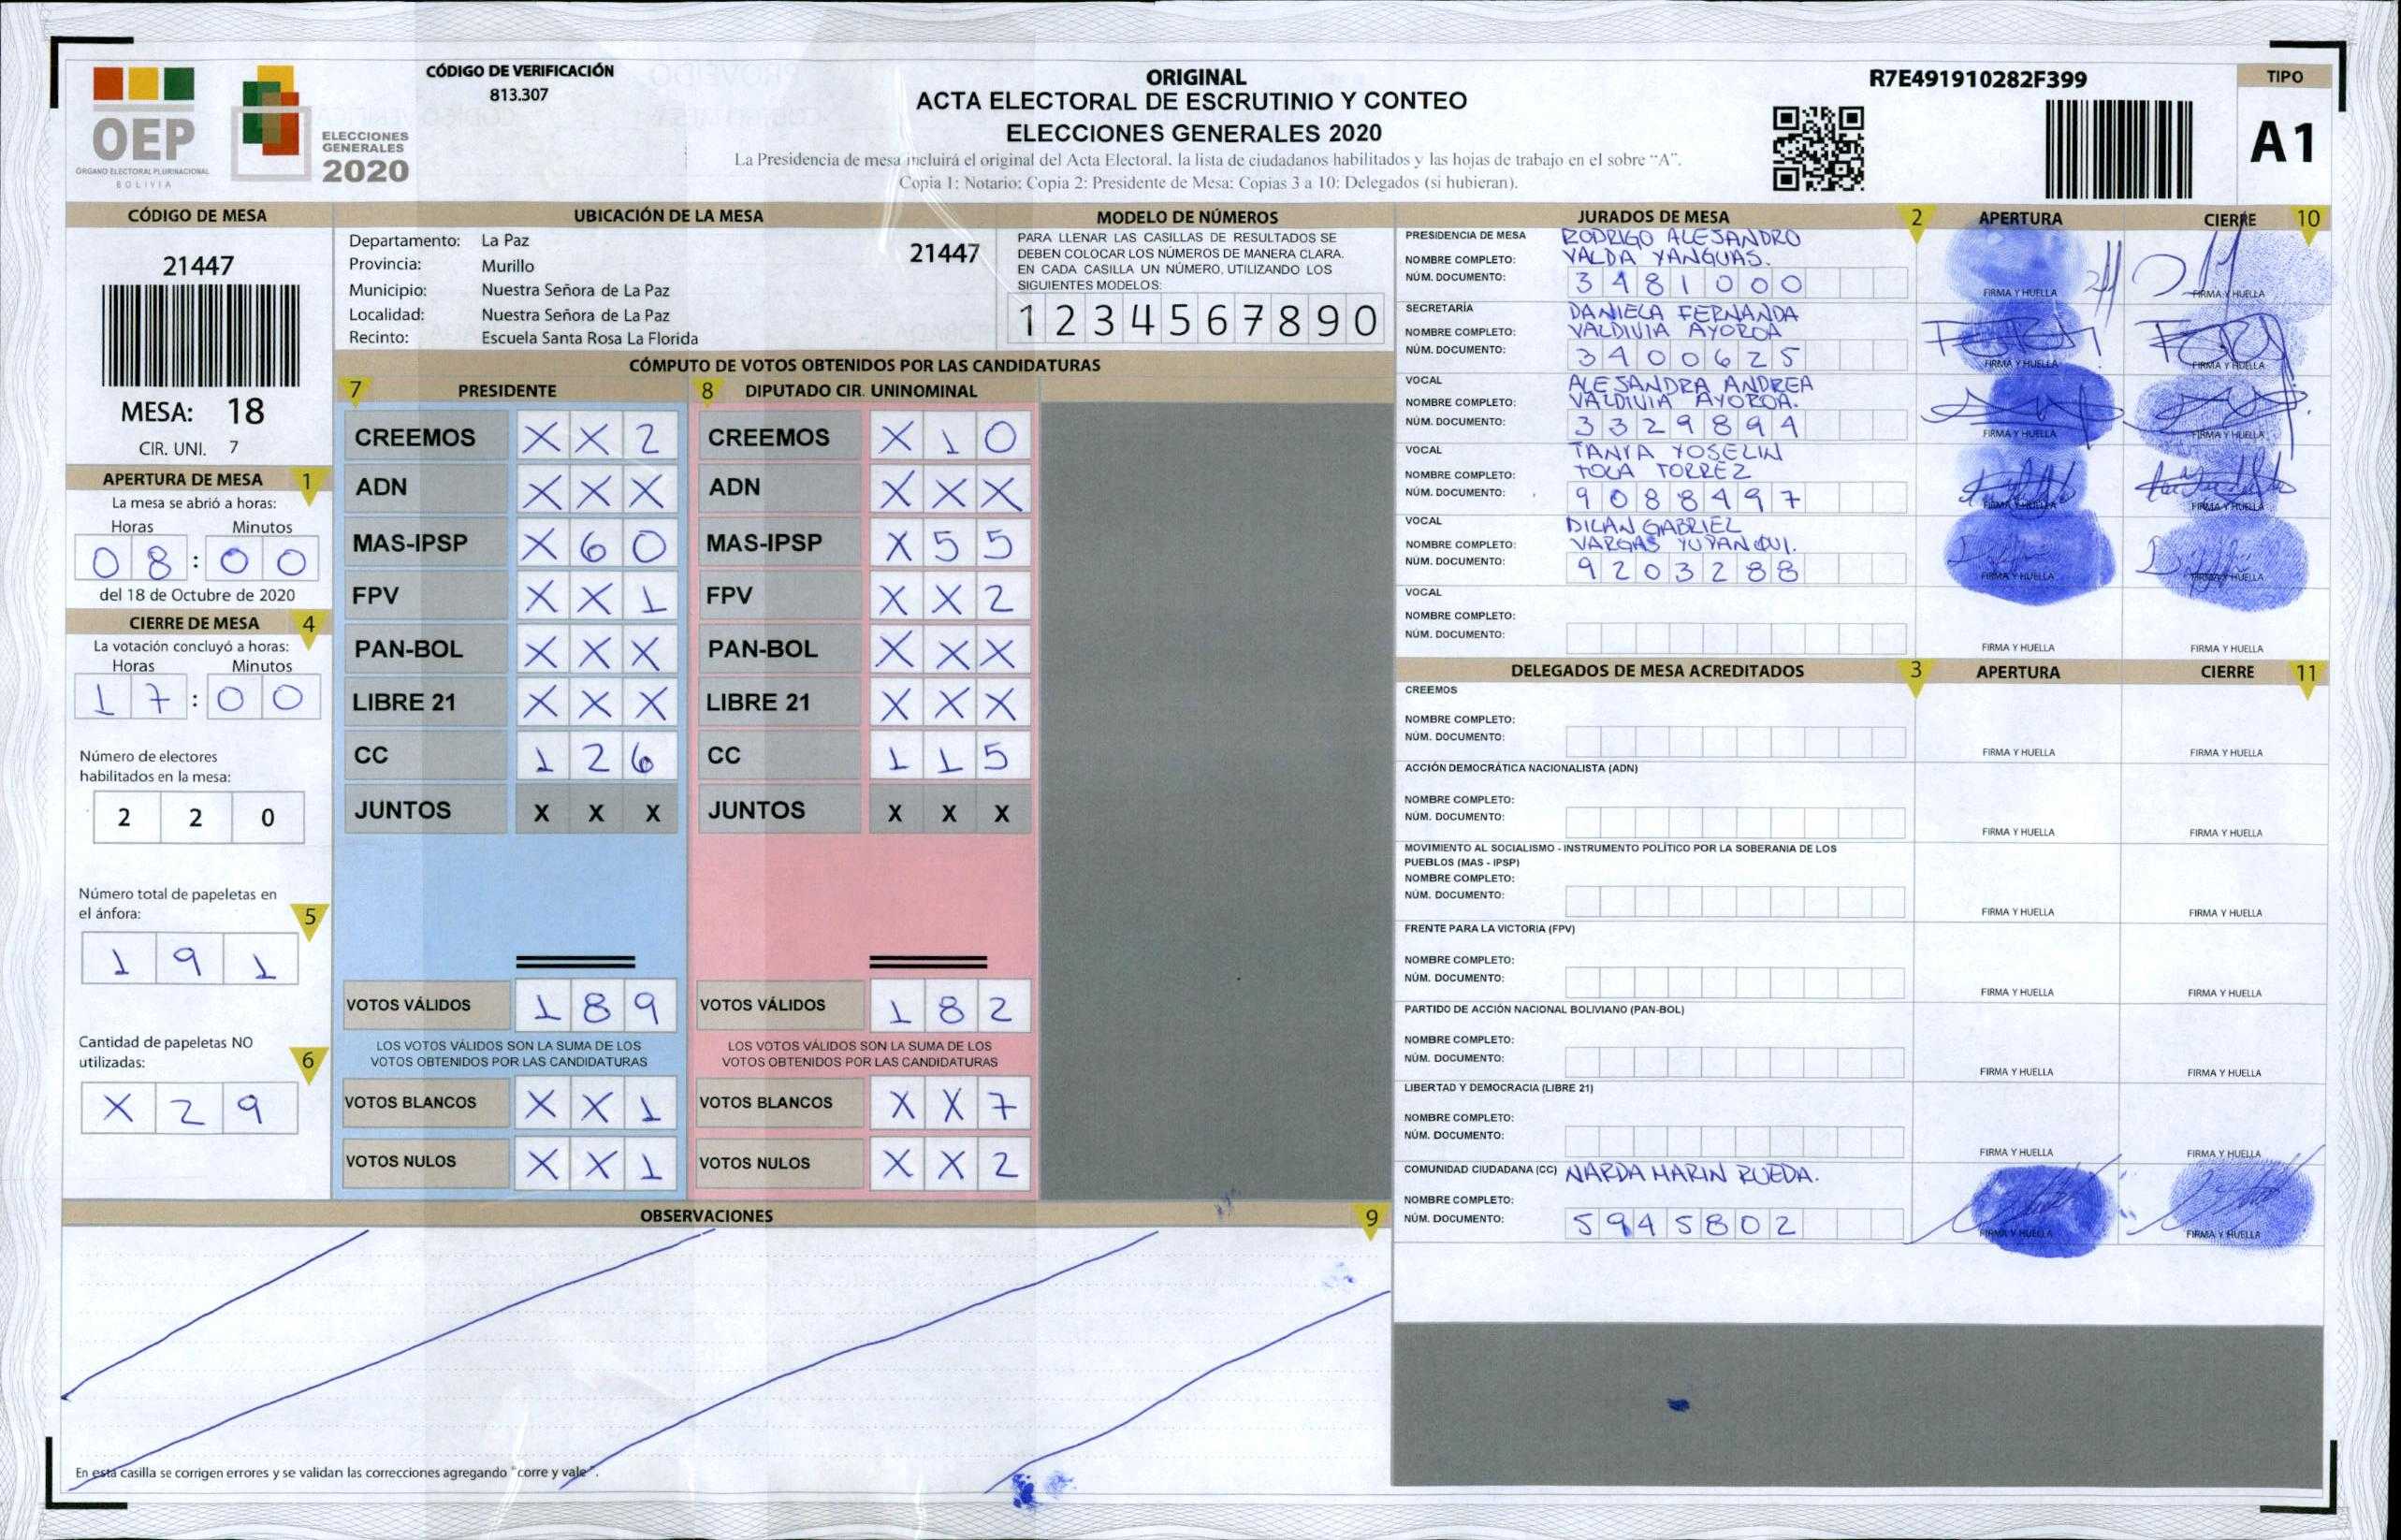 OEP
ÓRGANO ELECTORAL PLURINACIONAL
BOLIVIA
ELECCIONES
GENERALES
2020
CÓDIGO DE VERIFICACIÓN
813.307
ORIGINAL
ACTA ELECTORAL DE ESCRUTINIO Y CONTEO
ELECCIONES GENERALES 2020
La Presidencia de mesa incluirá el original del Acta Electoral, la lista de ciudadanos habilitados y las hojas de trabajo en el sobre “A”.
Copia 1: Notario; Copia 2: Presidente de Mesa; Copias 3 a 10: Delegados (si hubieran).
R7E491910282F399
TIPO
A1
CÓDIGO DE MESA
21447
MESA: 18
CIR. UNI. 7
APERTURA DE MESA 1
La mesa se abrió a horas:
Horas Minutos
08:00
del 18 de Octubre de 2020
CIERRE DE MESA 4
La votación concluyó a horas:
Horas Minutos
17:00
Número de electores
habilitados en la mesa:
2 2 0
Número total de papeletas en
el ánfora:
5
1 9 1
Cantidad de papeletas NO
utilizadas:
6
X 2 9
UBICACIÓN DE LA MESA
Departamento: La Paz
Provincia: Murillo
Municipio: Nuestra Señora de La Paz
Localidad: Nuestra Señora de La Paz
Recinto: Escuela Santa Rosa La Florida
21447
MODELO DE NÚMEROS
PARA LLENAR LAS CASILLAS DE RESULTADOS SE
DEBEN COLOCAR LOS NÚMEROS DE MANERA CLARA.
EN CADA CASILLA UN NÚMERO, UTILIZANDO LOS
SIGUIENTES MODELOS:
1 2 3 4 5 6 7 8 9 0
CÓMPUTO DE VOTOS OBTENIDOS POR LAS CANDIDATURAS
7 PRESIDENTE
CREEMOS X X 2
ADN X X X
MAS-IPSP X 6 0
FPV X X 1
PAN-BOL X X X
LIBRE 21 X X X
CC 1 2 6
JUNTOS X X X
VOTOS VÁLIDOS 1 8 9
LOS VOTOS VÁLIDOS SON LA SUMA DE LOS
VOTOS OBTENIDOS POR LAS CANDIDATURAS
VOTOS BLANCOS X X 1
VOTOS NULOS X X 1
8 DIPUTADO CIR. UNINOMINAL
CREEMOS X 1 0
ADN X X X
MAS-IPSP X 5 5
FPV X X 2
PAN-BOL X X X
LIBRE 21 X X X
CC 1 1 5
JUNTOS X X X
VOTOS VÁLIDOS 1 8 2
LOS VOTOS VÁLIDOS SON LA SUMA DE LOS
VOTOS OBTENIDOS POR LAS CANDIDATURAS
VOTOS BLANCOS X X 7
VOTOS NULOS X X 2
OBSERVACIONES 9
En esta casilla se corrigen errores y se validan las correcciones agregando “corre y vale”.
JURADOS DE MESA 2 APERTURA CIERRE 10
PRESIDENCIA DE MESA RODRIGO ALEJANDRO
NOMBRE COMPLETO: VALDA YANGUAS.
NÚM. DOCUMENTO: 3481000
FIRMA Y HUELLA FIRMA Y HUELLA
SECRETARÍA DANIELA FERNANDA
NOMBRE COMPLETO: VALDIVIA AYOROA
NÚM. DOCUMENTO: 3400625
FIRMA Y HUELLA FIRMA Y HUELLA
VOCAL ALEJANDRA ANDREA
NOMBRE COMPLETO: VALDIVIA AYOROA.
NÚM. DOCUMENTO: 3329894
FIRMA Y HUELLA FIRMA Y HUELLA
VOCAL TANYA YOSELIN
NOMBRE COMPLETO: TOLA TORREZ
NÚM. DOCUMENTO: 9088497
FIRMA Y HUELLA FIRMA Y HUELLA
VOCAL DILAN GABRIEL
NOMBRE COMPLETO: VARGAS YUPANQUI.
NÚM. DOCUMENTO: 9203288
FIRMA Y HUELLA FIRMA Y HUELLA
VOCAL
NOMBRE COMPLETO:
NÚM. DOCUMENTO:
FIRMA Y HUELLA FIRMA Y HUELLA
DELEGADOS DE MESA ACREDITADOS 3 APERTURA CIERRE 11
CREEMOS
NOMBRE COMPLETO:
NÚM. DOCUMENTO:
FIRMA Y HUELLA FIRMA Y HUELLA
ACCIÓN DEMOCRÁTICA NACIONALISTA (ADN)
NOMBRE COMPLETO:
NÚM. DOCUMENTO:
FIRMA Y HUELLA FIRMA Y HUELLA
MOVIMIENTO AL SOCIALISMO - INSTRUMENTO POLÍTICO POR LA SOBERANIA DE LOS
PUEBLOS (MAS - IPSP)
NOMBRE COMPLETO:
NÚM. DOCUMENTO:
FIRMA Y HUELLA FIRMA Y HUELLA
FRENTE PARA LA VICTORIA (FPV)
NOMBRE COMPLETO:
NÚM. DOCUMENTO:
FIRMA Y HUELLA FIRMA Y HUELLA
PARTIDO DE ACCIÓN NACIONAL BOLIVIANO (PAN-BOL)
NOMBRE COMPLETO:
NÚM. DOCUMENTO:
FIRMA Y HUELLA FIRMA Y HUELLA
LIBERTAD Y DEMOCRACIA (LIBRE 21)
NOMBRE COMPLETO:
NÚM. DOCUMENTO:
FIRMA Y HUELLA FIRMA Y HUELLA
COMUNIDAD CIUDADANA (CC) NARDA MARIN RUEDA.
NOMBRE COMPLETO:
NÚM. DOCUMENTO: 5945802
FIRMA Y HUELLA FIRMA Y HUELLA